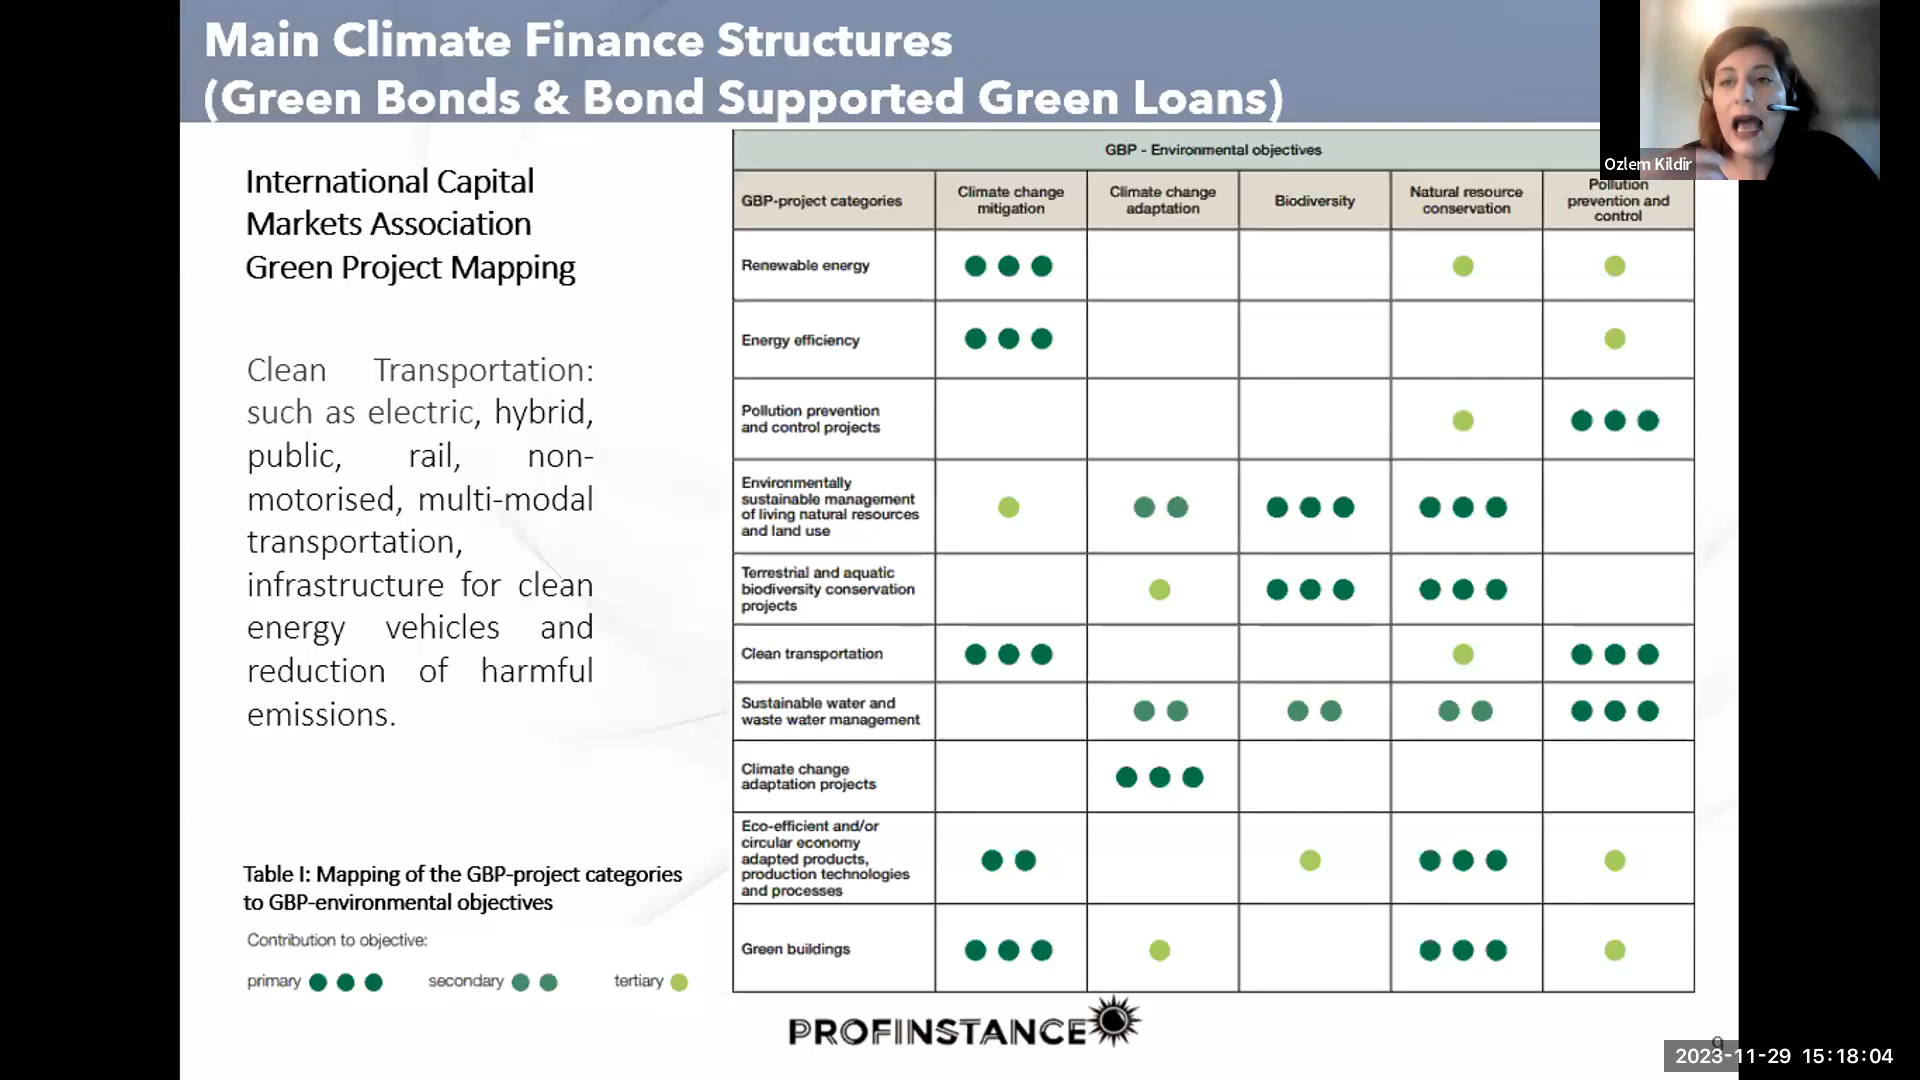 Main Climate Finance Structures
(Green Bonds & Bond Supported Green Loans)
Ozlem Kildir
International Capital
Markets Association
Green Project Mapping
Clean Transportation:
such as electric, hybrid,
public, rail, non-
motorised, multi-modal
transportation,
infrastructure for clean
energy vehicles and
reduction of harmful
emissions.
Table I: Mapping of the GBP-project categories
to GBP-environmental objectives
Contribution to objective:
primary secondary tertiary
GBP - Environmental objectives
GBP-project categories
Climate change
mitigation
Climate change
adaptation
Biodiversity
Natural resource
conservation
Pollution
prevention and
control
Renewable energy
Energy efficiency
Pollution prevention
and control projects
Environmentally
sustainable management
of living natural resources
and land use
Terrestrial and aquatic
biodiversity conservation
projects
Clean transportation
Sustainable water and
waste water management
Climate change
adaptation projects
Eco-efficient and/or
circular economy
adapted products,
production technologies
and processes
Green buildings
PROFINSTANCE
9
2023-11-29 15:18:04